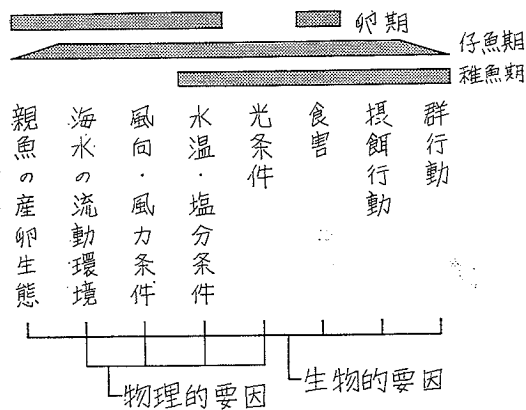 卵期
仔魚期
稚魚期
親魚の産卵生態
海水の流動環境
風向・風力条件
水温・塩分条件
光条件
食害
摂餌行動
群行動
物理的要因
生物的要因